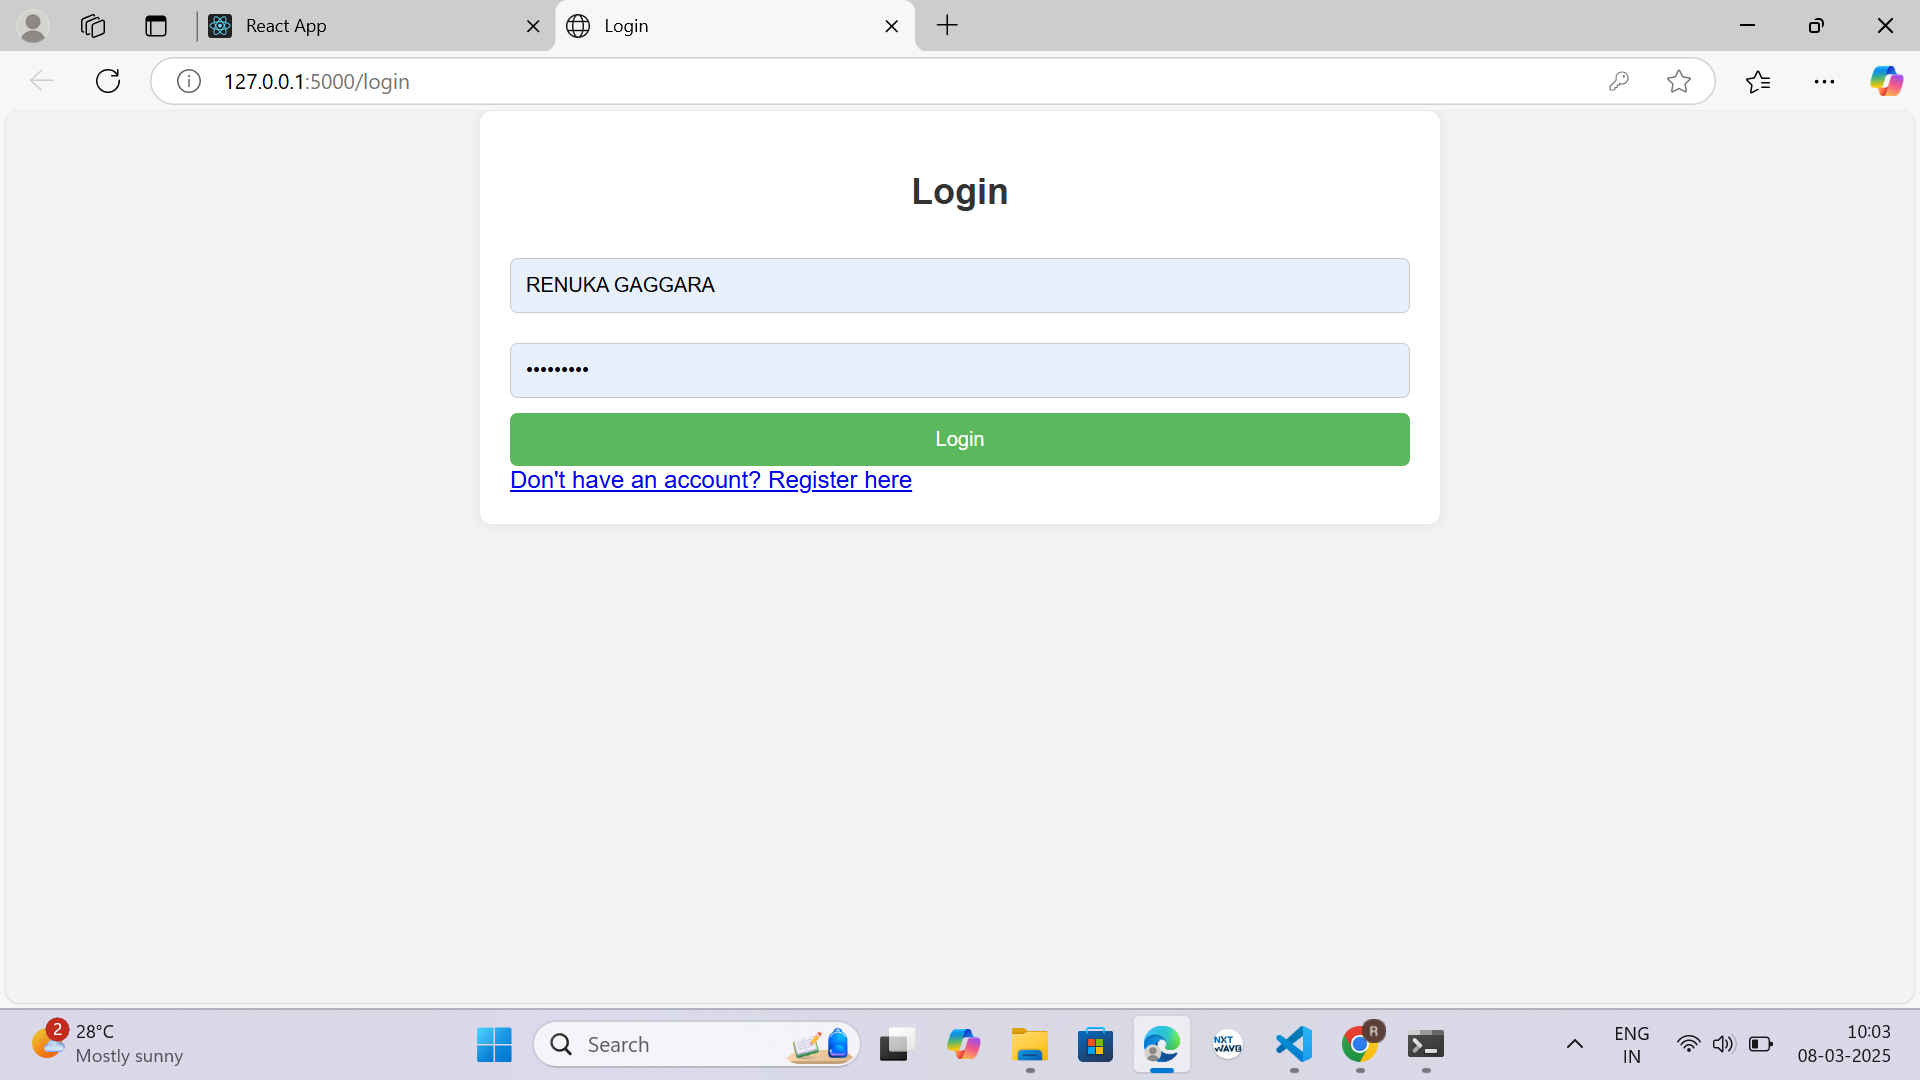 React App
Login
127.0.0.1:5000/login
Login
RENUKA GAGGARA
•••••••••
Login
Don't have an account? Register here
2
28°C
Mostly sunny
Search
NXT
WAVE
R
ENG
IN
10:03
08-03-2025